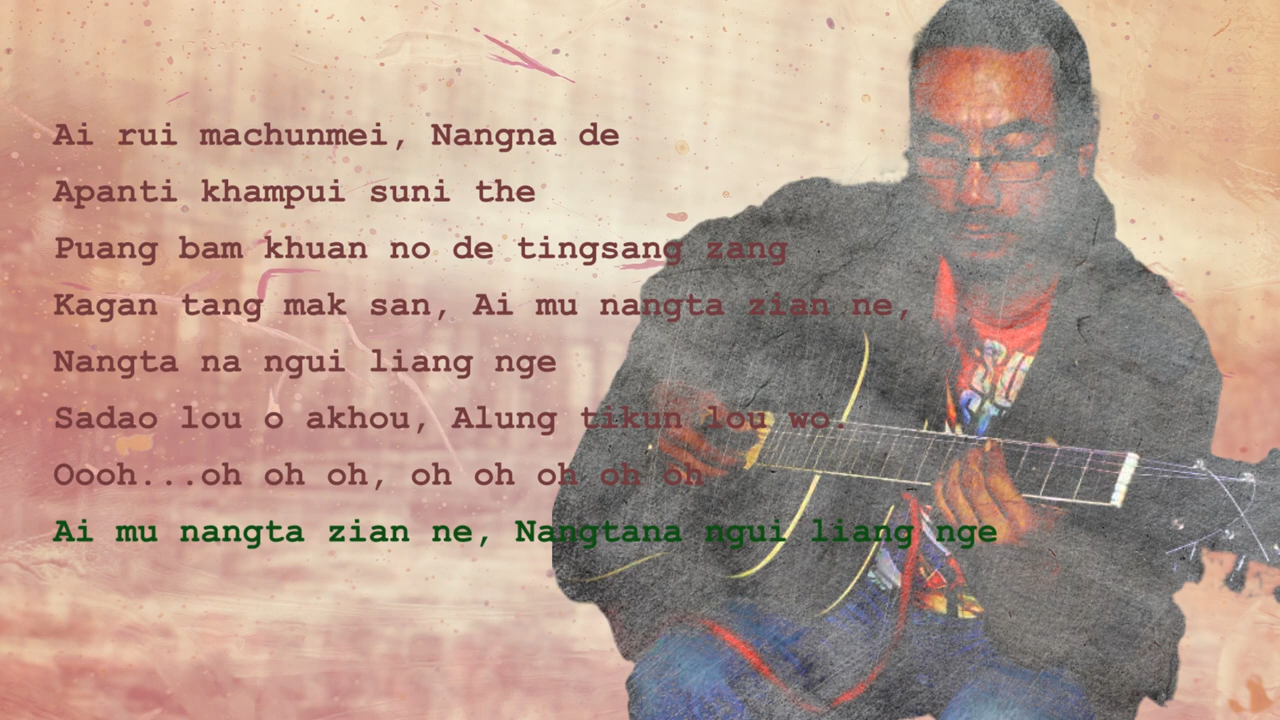 Ai rui machunmei, Nangna de
Apanti khampui suni the
Puang bam khuan no de tingsang zang
Kagan tang mak san, Ai mu nangta zian ne,
Nangta na ngui liang nge
Sadao lou o akhou, Alung tikun lou wo.
Oooh...oh oh oh, oh oh oh oh oh
Ai mu nangta zian ne, Nangtana ngui liang nge